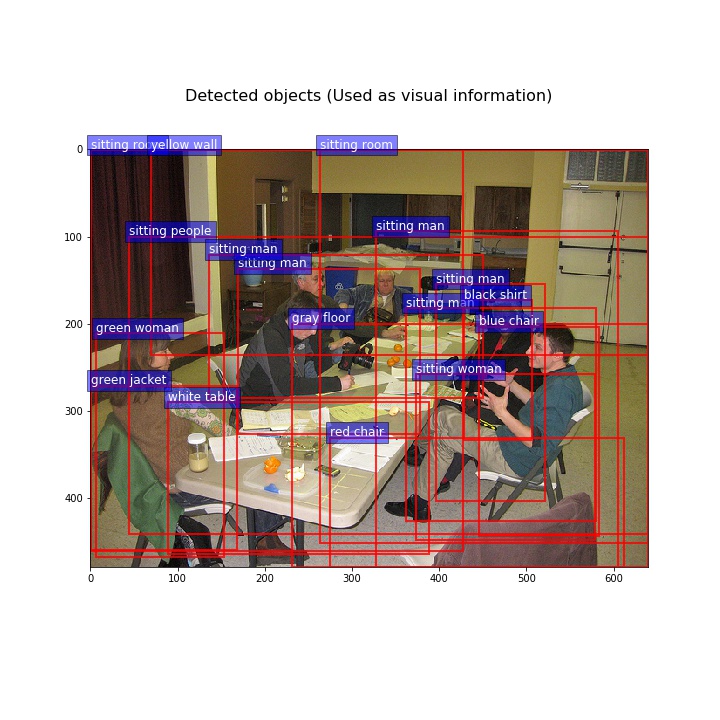 Detected objects (Used as visual information)
sitting roo
yellow wall
sitting room
0
sitting people
sitting man
100
sitting man
sitting man
sitting man
sitting man
black shirt
200
green woman
gray floor
blue chair
green jacket
white table
sitting woman
300
red chair
400
0
100
200
300
400
500
600